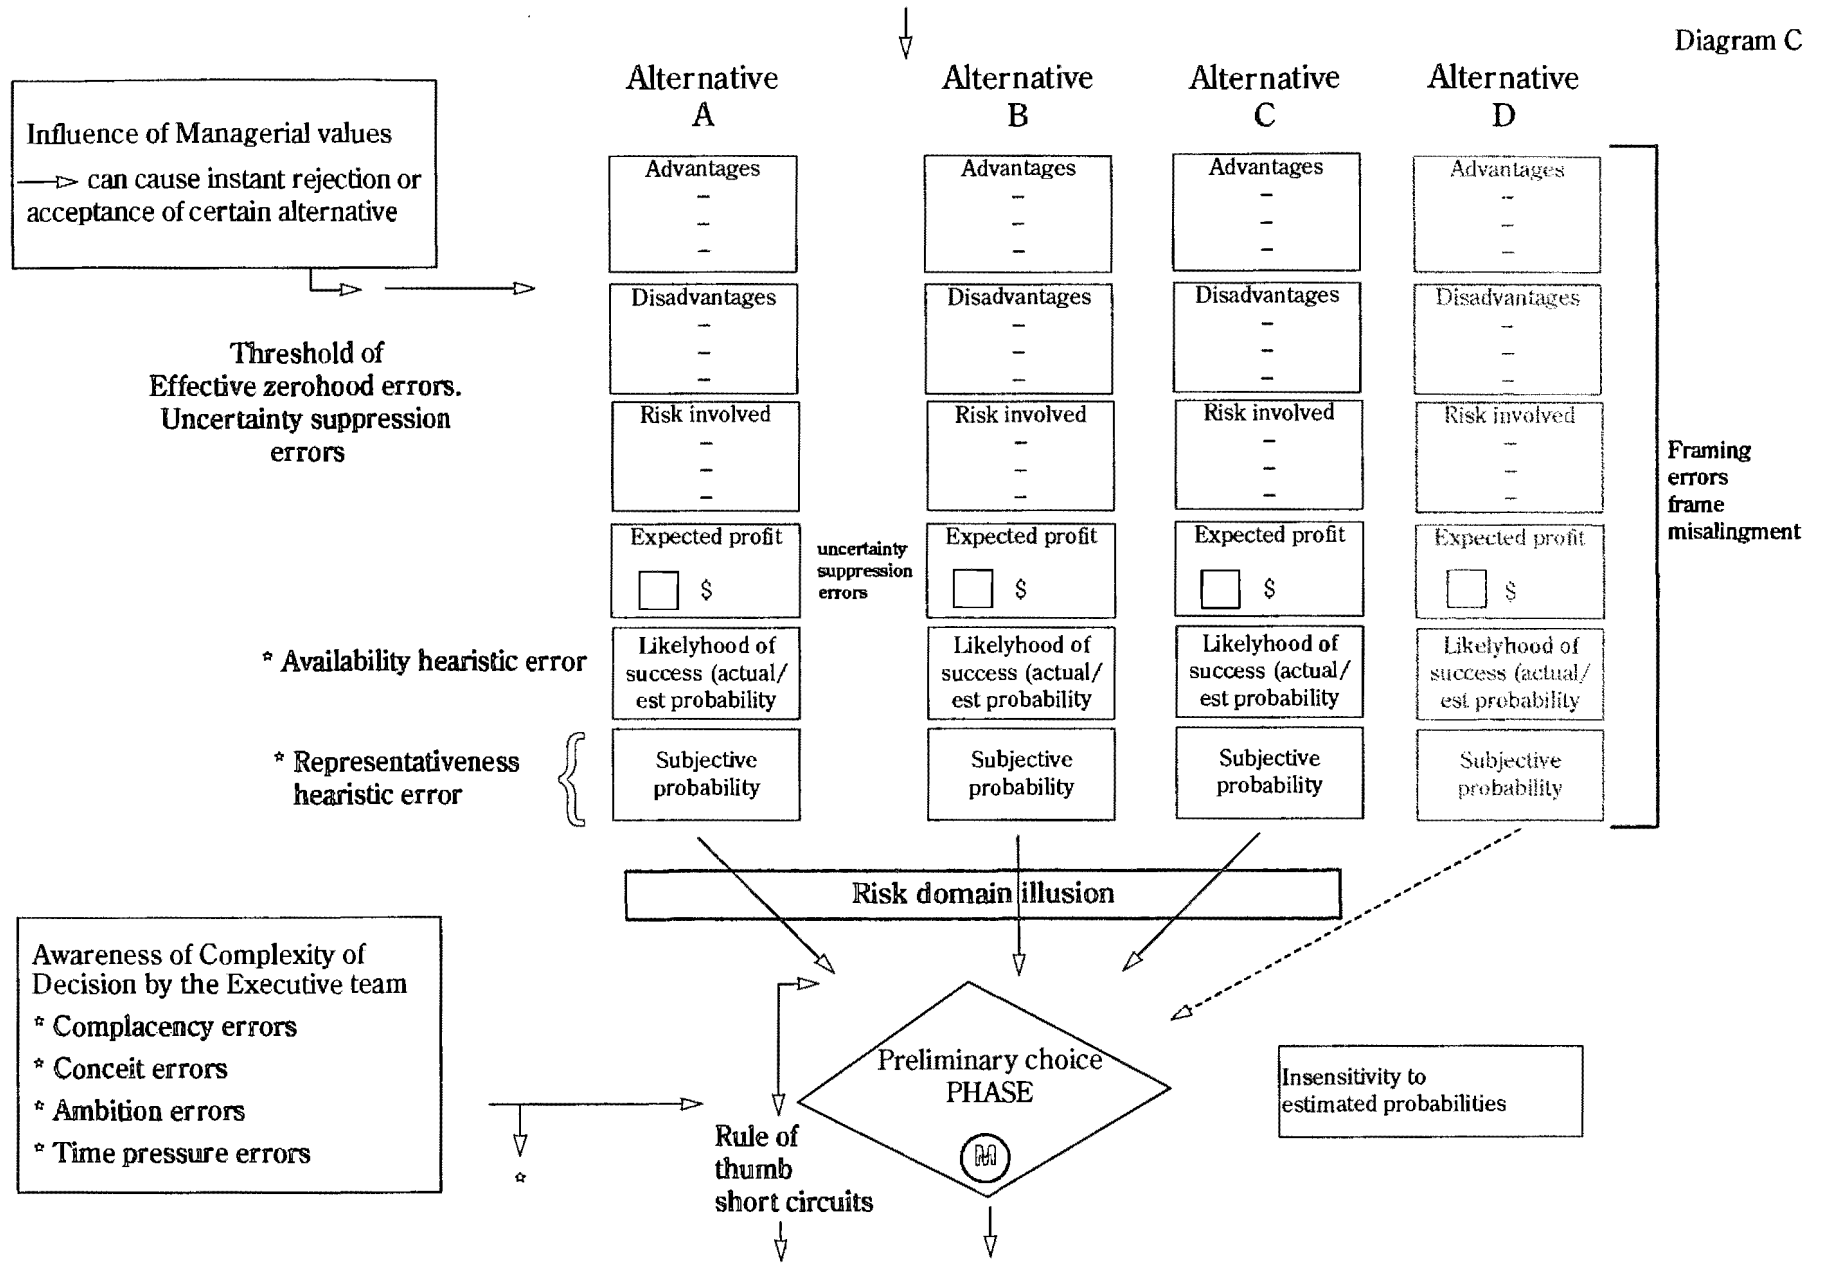 Diagram C
Influence of Managerial values
can cause instant rejection or
acceptance of certain alternative
Threshold of
Effective zerohood errors.
Uncertainty suppression
errors
Alternative
A
Advantages
–
–
–
Disadvantages
–
–
–
Risk involved
–
–
–
Expected profit
$
Likelyhood of
success (actual/
est probability
Subjective
probability
uncertainty
suppression
errors
Alternative
B
Advantages
–
–
–
Disadvantages
–
–
–
Risk involved
–
–
–
Expected profit
$
Likelyhood of
success (actual/
est probability
Subjective
probability
Alternative
C
Advantages
–
–
–
Disadvantages
–
–
–
Risk involved
–
–
–
Expected profit
$
Likelyhood of
success (actual/
est probability
Subjective
probability
Alternative
D
Advantages
–
–
–
Disadvantages
–
–
–
Risk involved
–
–
–
Expected profit
$
Likelyhood of
success (actual/
est probability
Subjective
probability
Framing
errors
frame
misalingment
* Availability hearistic error
* Representativeness
hearistic error
Risk domain illusion
Awareness of Complexity of
Decision by the Executive team
* Complacency errors
* Conceit errors
* Ambition errors
* Time pressure errors
*
Rule of
thumb
short circuits
Preliminary choice
PHASE
M
Insensitivity to
estimated probabilities